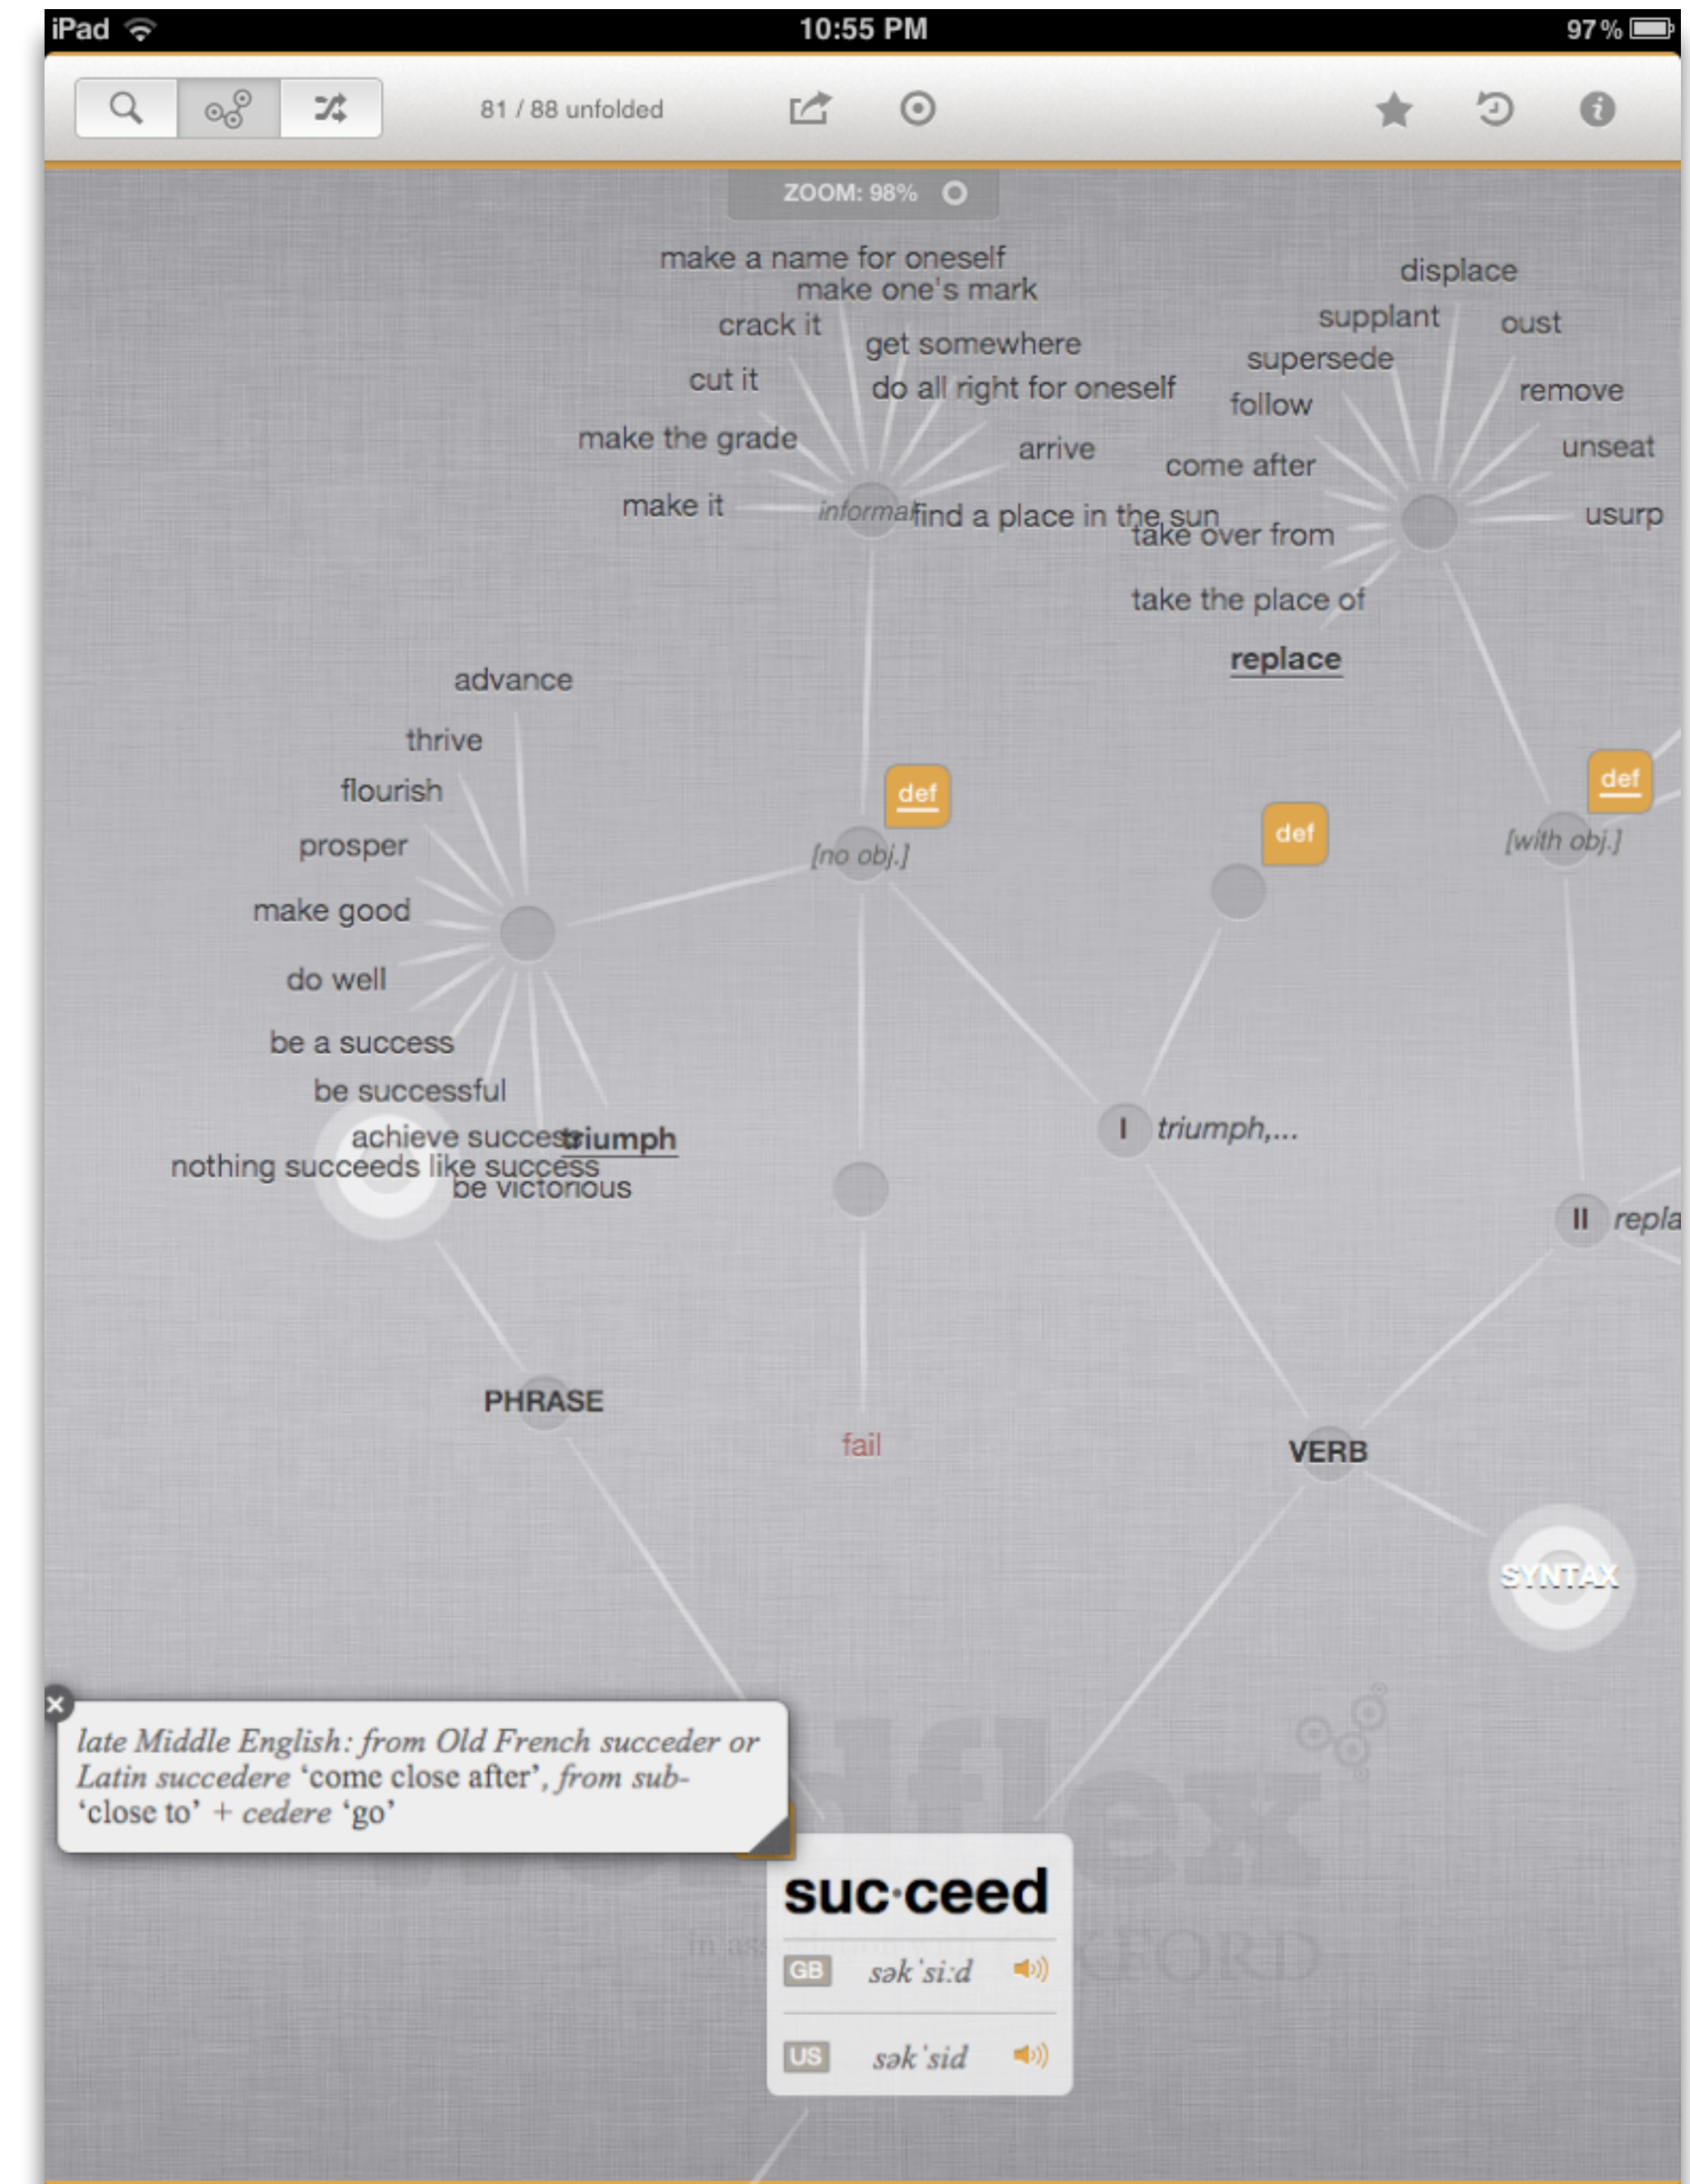 iPad 10:55 PM 97%
81 / 88 unfolded
ZOOM: 98%
make a name for oneself
make one's mark
crack it
get somewhere
cut it
do all right for oneself
make the grade
arrive
make it
informal
find a place in the sun
displace
supplant
oust
supersede
remove
follow
unseat
come after
usurp
take over from
take the place of
replace
advance
thrive
flourish
prosper
make good
do well
be a success
be successful
achieve success
triumph
nothing succeeds like success
be victorious
def
[no obj.]
def
def
[with obj.]
I triumph,...
II repla
PHRASE
fail
VERB
SYNTAX
late Middle English: from Old French succeder or
Latin succedere ‘come close after’, from sub-
‘close to’ + cedere ‘go’
suc·ceed
GB səkˈsiːd
US səkˈsid